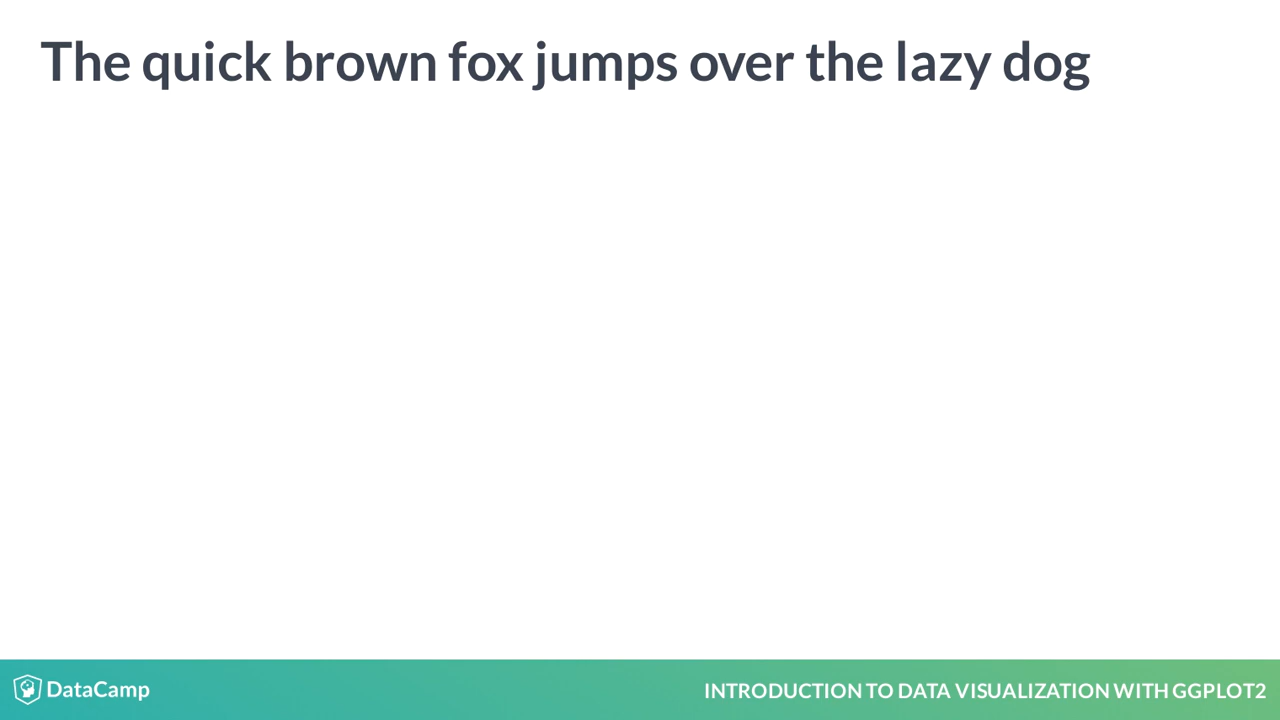 The quick brown fox jumps over the lazy dog
DataCamp
INTRODUCTION TO DATA VISUALIZATION WITH GGPLOT2